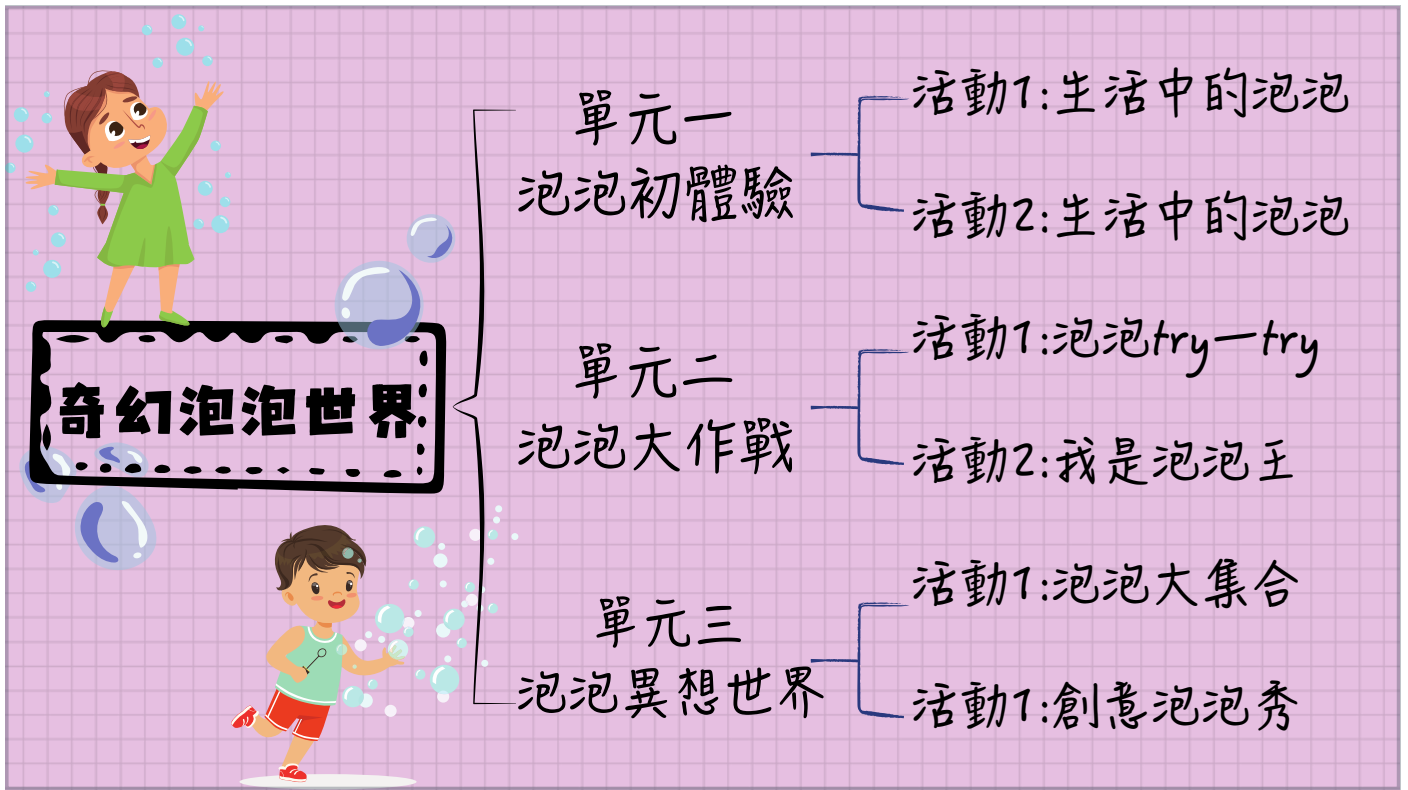 奇幻泡泡世界
單元一
泡泡初體驗
活動1:生活中的泡泡
活動2:生活中的泡泡
單元二
泡泡大作戰
活動1:泡泡try一try
活動2:我是泡泡王
單元三
泡泡異想世界
活動1:泡泡大集合
活動1:創意泡泡秀